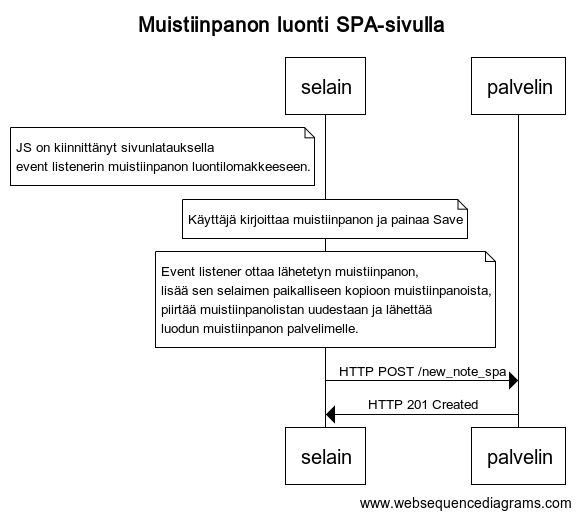 Muistiinpanon luonti SPA-sivulla
selain
palvelin
JS on kiinnittänyt sivunlatauksella
event listenerin muistiinpanon luontilomakkeeseen.
Käyttäjä kirjoittaa muistiinpanon ja painaa Save
Event listener ottaa lähetetyn muistiinpanon,
lisää sen selaimen paikalliseen kopioon muistiinpanoista,
piirtää muistiinpanolistan uudestaan ja lähettää
luodun muistiinpanon palvelimelle.
HTTP POST /new_note_spa
HTTP 201 Created
selain
palvelin
www.websequencediagrams.com